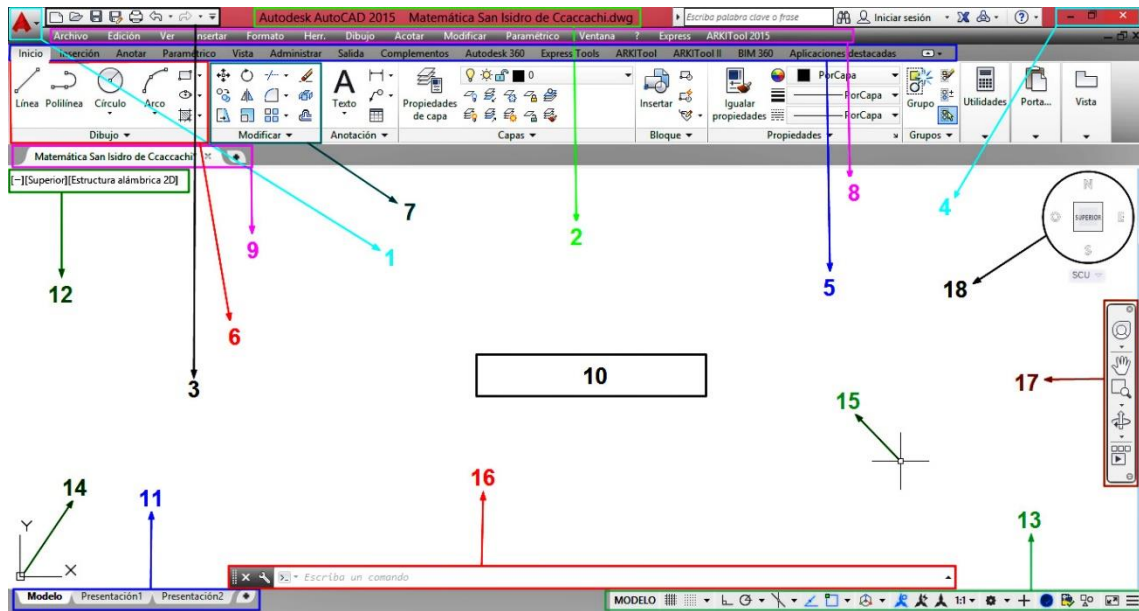 Autodesk AutoCAD 2015 Matemática San Isidro de Ccaccachi.dwg Escriba palabra clave o frase Iniciar sesión
Archivo Edición Ver Insertar Formato Herr. Dibujo Acotar Modificar Paramétrico Ventana ? Express ARKITool 2015
Inicio Inserción Anotar Paramétrico Vista Administrar Salida Complementos Autodesk 360 Express Tools ARKITool ARKITool II BIM 360 Aplicaciones destacadas
0 PorCapa
Línea Polilínea Círculo Arco Texto Propiedades de capa Insertar Igualar propiedades PorCapa Grupo Utilidades Porta... Vista
PorCapa
Dibujo Modificar Anotación Capas Bloque Propiedades Grupos
Matemática San Isidro de Ccaccachi*
[−][Superior][Estructura alámbrica 2D]
N
O SUPERIOR E
S
SCU
8
7
4
2
9
1
12
5
18
6
3
10
17
15
16
14
11
13
Y
X
Escriba un comando
Modelo Presentación1 Presentación2
MODELO 1:1